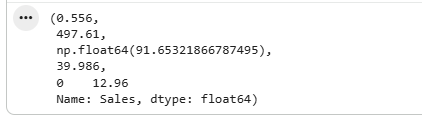 (0.556,
497.61,
np.float64(91.65321866787495),
39.986,
0    12.96
Name: Sales, dtype: float64)